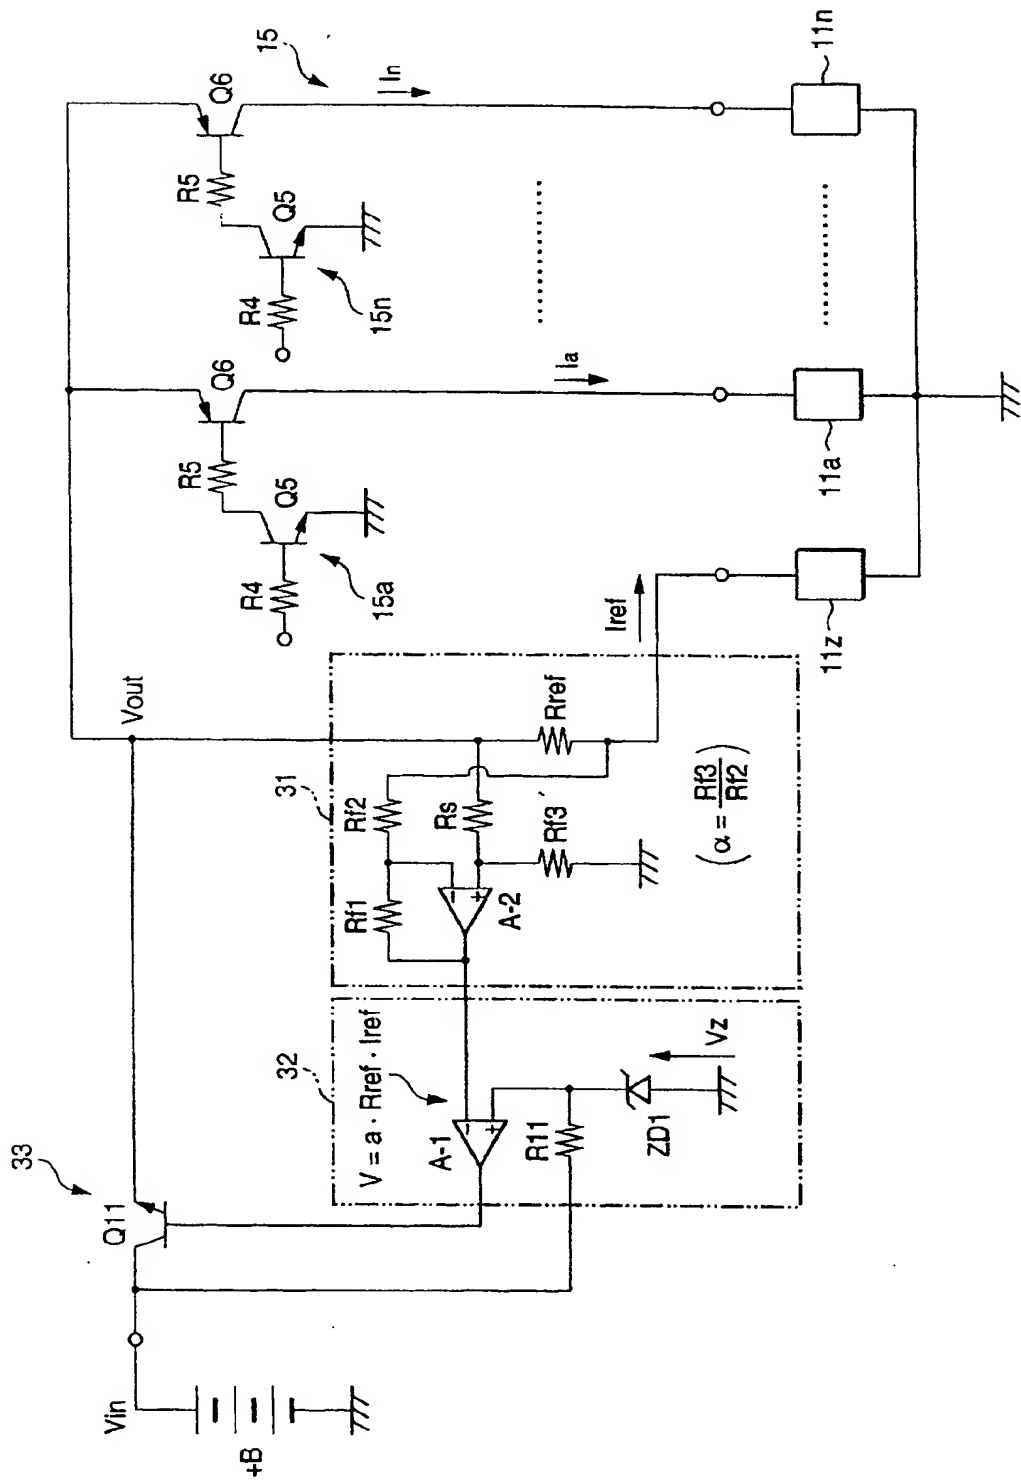 15
In
11n
Q6
R5
Q5
R4
15n
Q6
Ia
R5
Q5
11a
R4
15a
Iref
11z
Vout
31
Rref
Rf2
Rs
Rf3
(α = Rf3/Rf2)
Rf1
A-2
32
V = a · Rref · Iref
Vz
A-1
R11
ZD1
33
Q11
Vin
+B